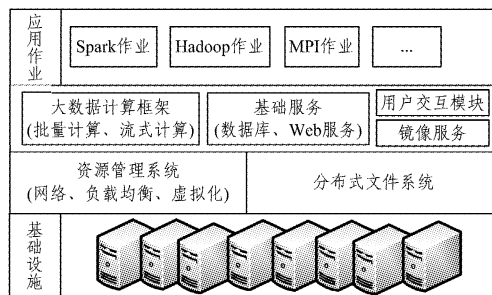 应用作业
Spark作业
Hadoop作业
MPI作业
...
大数据计算框架
(批量计算、流式计算)
基础服务
(数据库、Web服务)
用户交互模块
镜像服务
资源管理系统
(网络、负载均衡、虚拟化)
分布式文件系统
基础设施